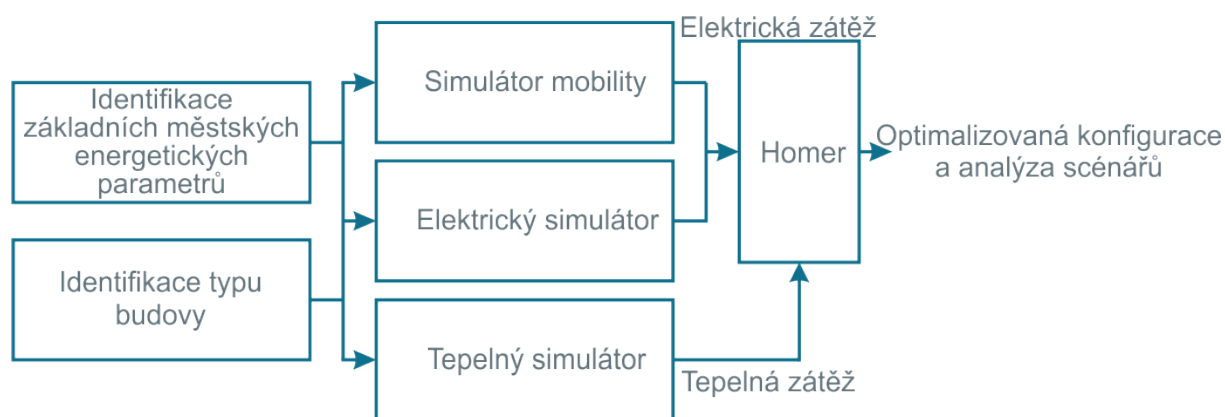 Identifikace
základních městských
energetických
parametrů
Identifikace typu
budovy
Simulátor mobility
Elektrický simulátor
Tepelný simulátor
Elektrická zátěž
Tepelná zátěž
Homer
Optimalizovaná konfigurace
a analýza scénářů